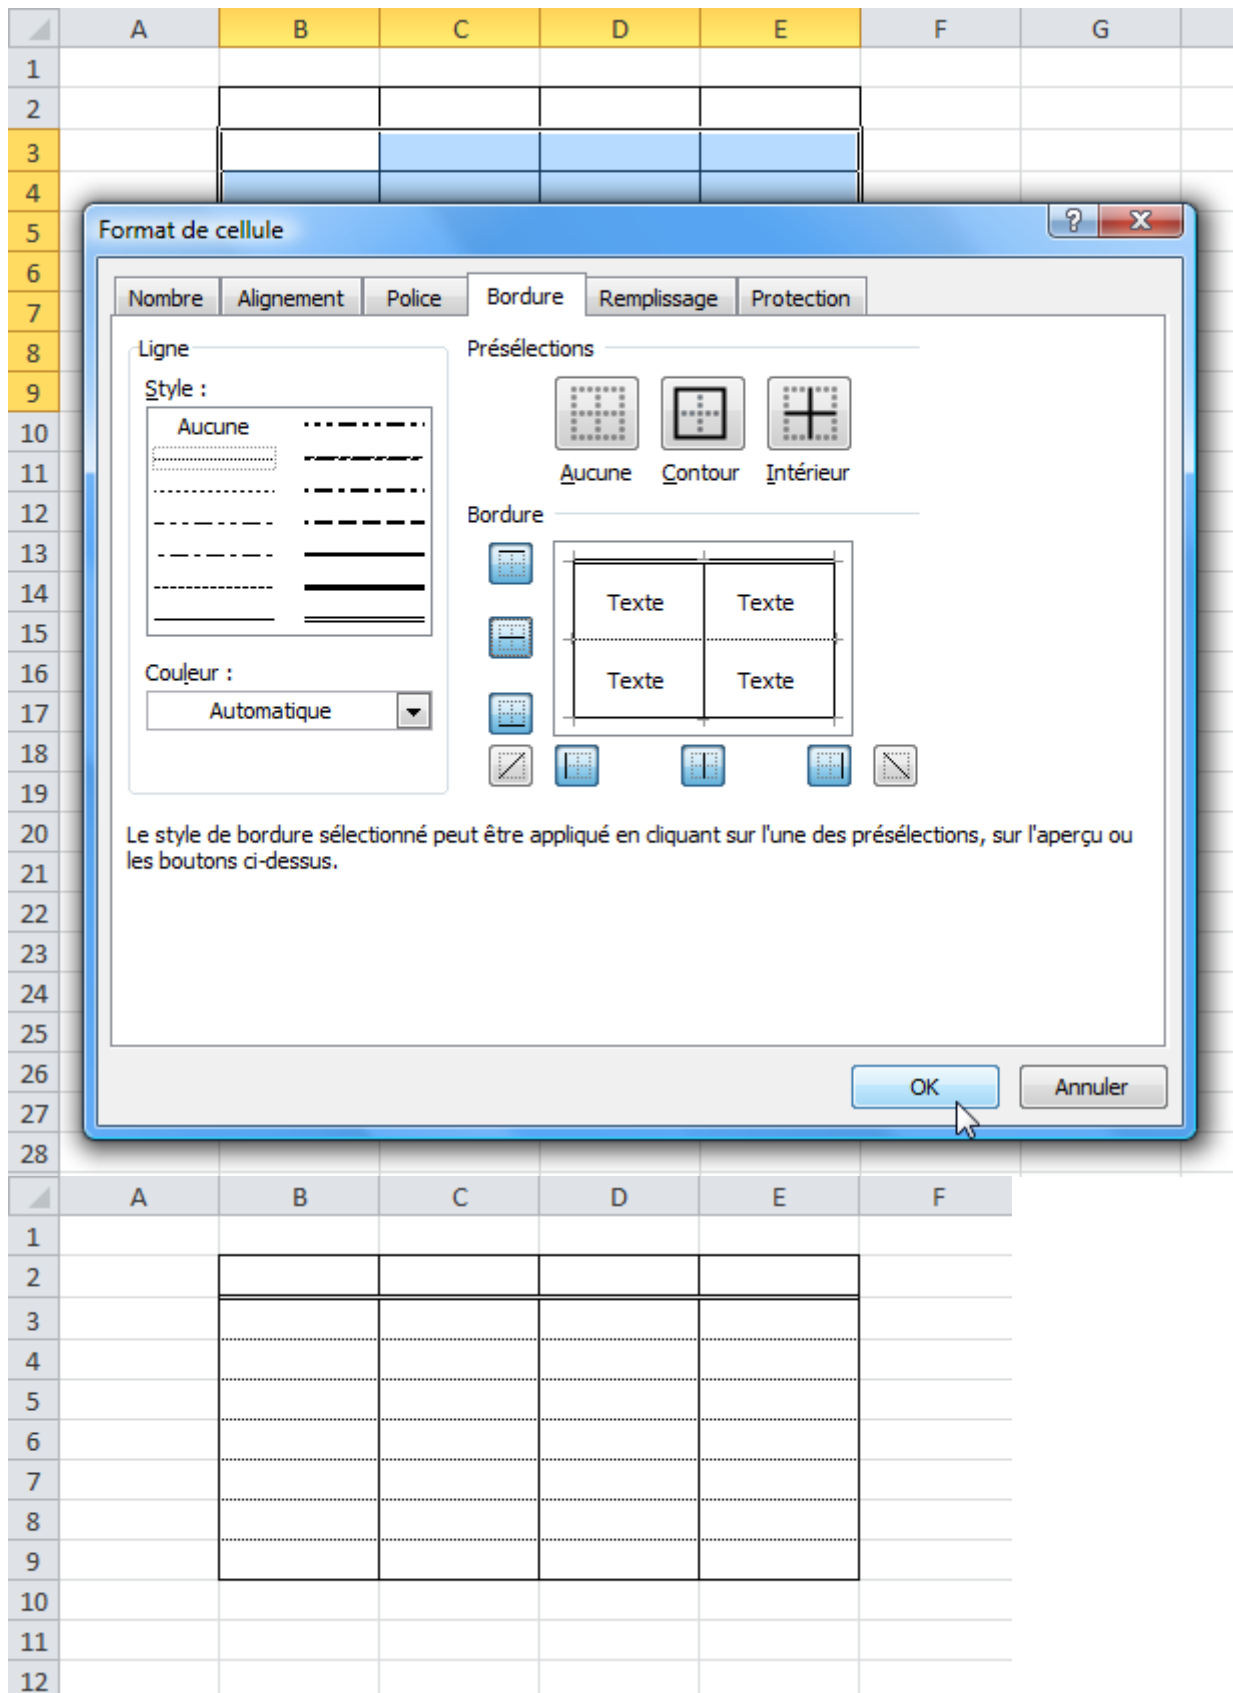 A B C D E F G
1
2
3
4
5
Format de cellule
6
Nombre Alignement Police Bordure Remplissage Protection
7
8
Ligne Présélections
9
Style :
10
Aucune
11
Aucune Contour Intérieur
12
Bordure
13
14
Texte Texte
15
16
Couleur :
Texte Texte
17
Automatique
18
19
20
Le style de bordure sélectionné peut être appliqué en cliquant sur l'une des présélections, sur l'aperçu ou
les boutons ci-dessus.
21
22
23
24
25
26
OK Annuler
27
28
A B C D E F
1
2
3
4
5
6
7
8
9
10
11
12